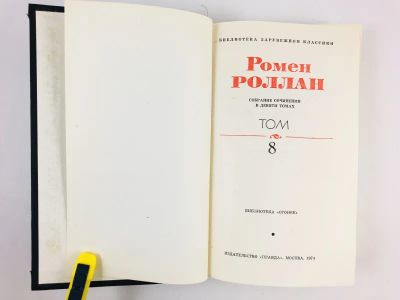 БИБЛИОТЕКА ЗАРУБЕЖНОЙ КЛАССИКИ
Ромен
РОЛЛАН
СОБРАНИЕ СОЧИНЕНИЙ
В ДЕВЯТИ ТОМАХ
ТОМ
8
БИБЛИОТЕКА «ОГОНЕК»
ИЗДАТЕЛЬСТВО «ПРАВДА». МОСКВА. 1974